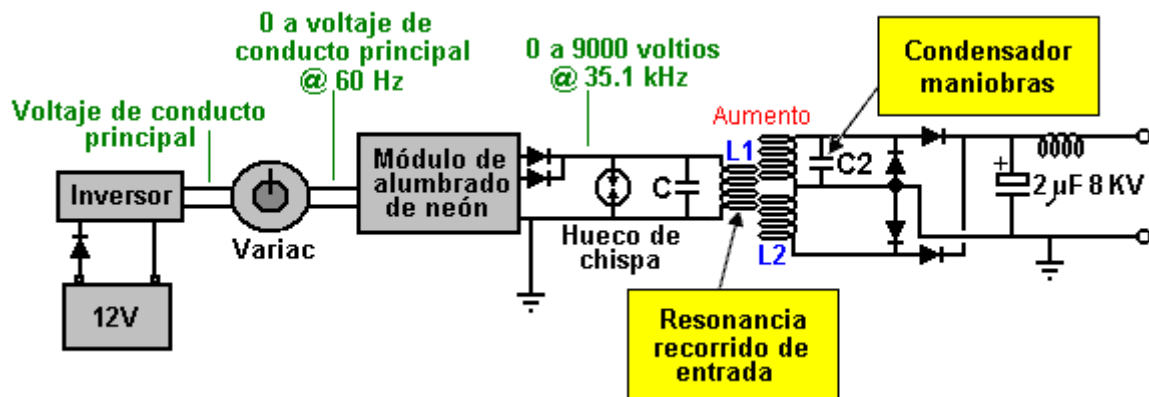 0 a voltaje de
conducto principal
@ 60 Hz
0 a 9000 voltios
@ 35.1 kHz
Condensador
maniobras
Voltaje de conducto
principal
Aumento
L1
Inversor
Módulo de
alumbrado
de neón
C
C2
+
2 µF 8 KV
Variac
Hueco de
chispa
L2
12V
Resonancia
recorrido de
entrada